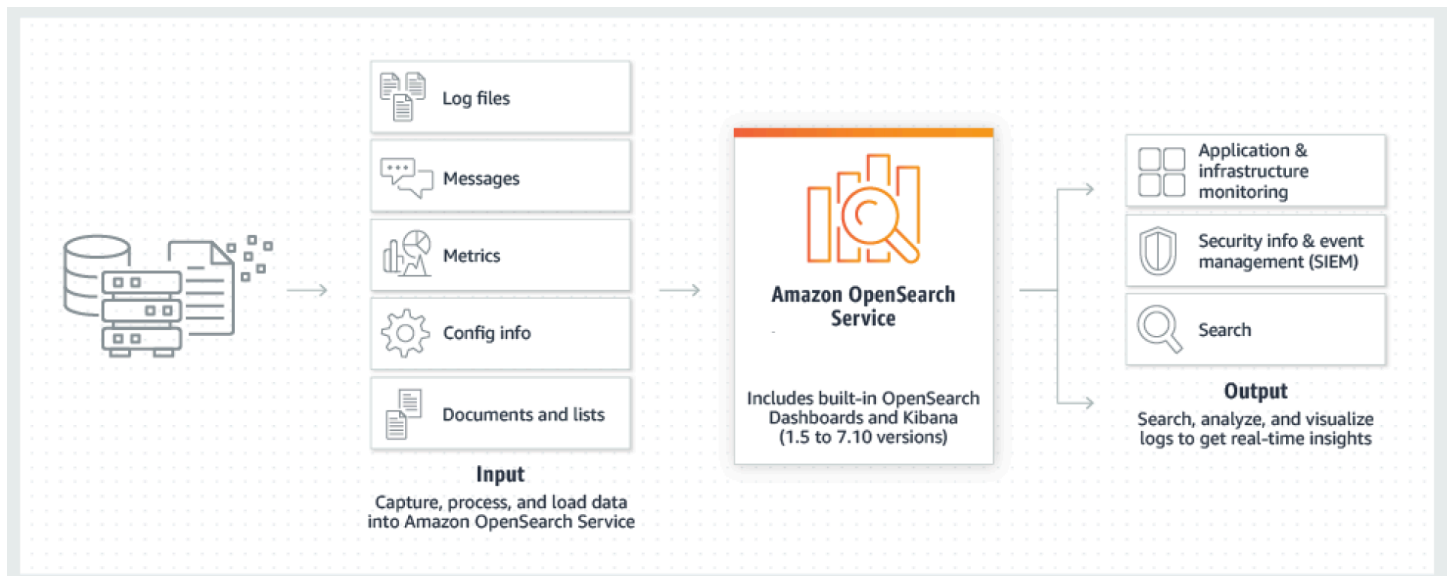 Log files
Messages
Metrics
Config info
Documents and lists
Input
Capture, process, and load data
into Amazon OpenSearch Service
Amazon OpenSearch
Service
Includes built-in OpenSearch
Dashboards and Kibana
(1.5 to 7.10 versions)
Application &
infrastructure
monitoring
Security info & event
management (SIEM)
Search
Output
Search, analyze, and visualize
logs to get real-time insights